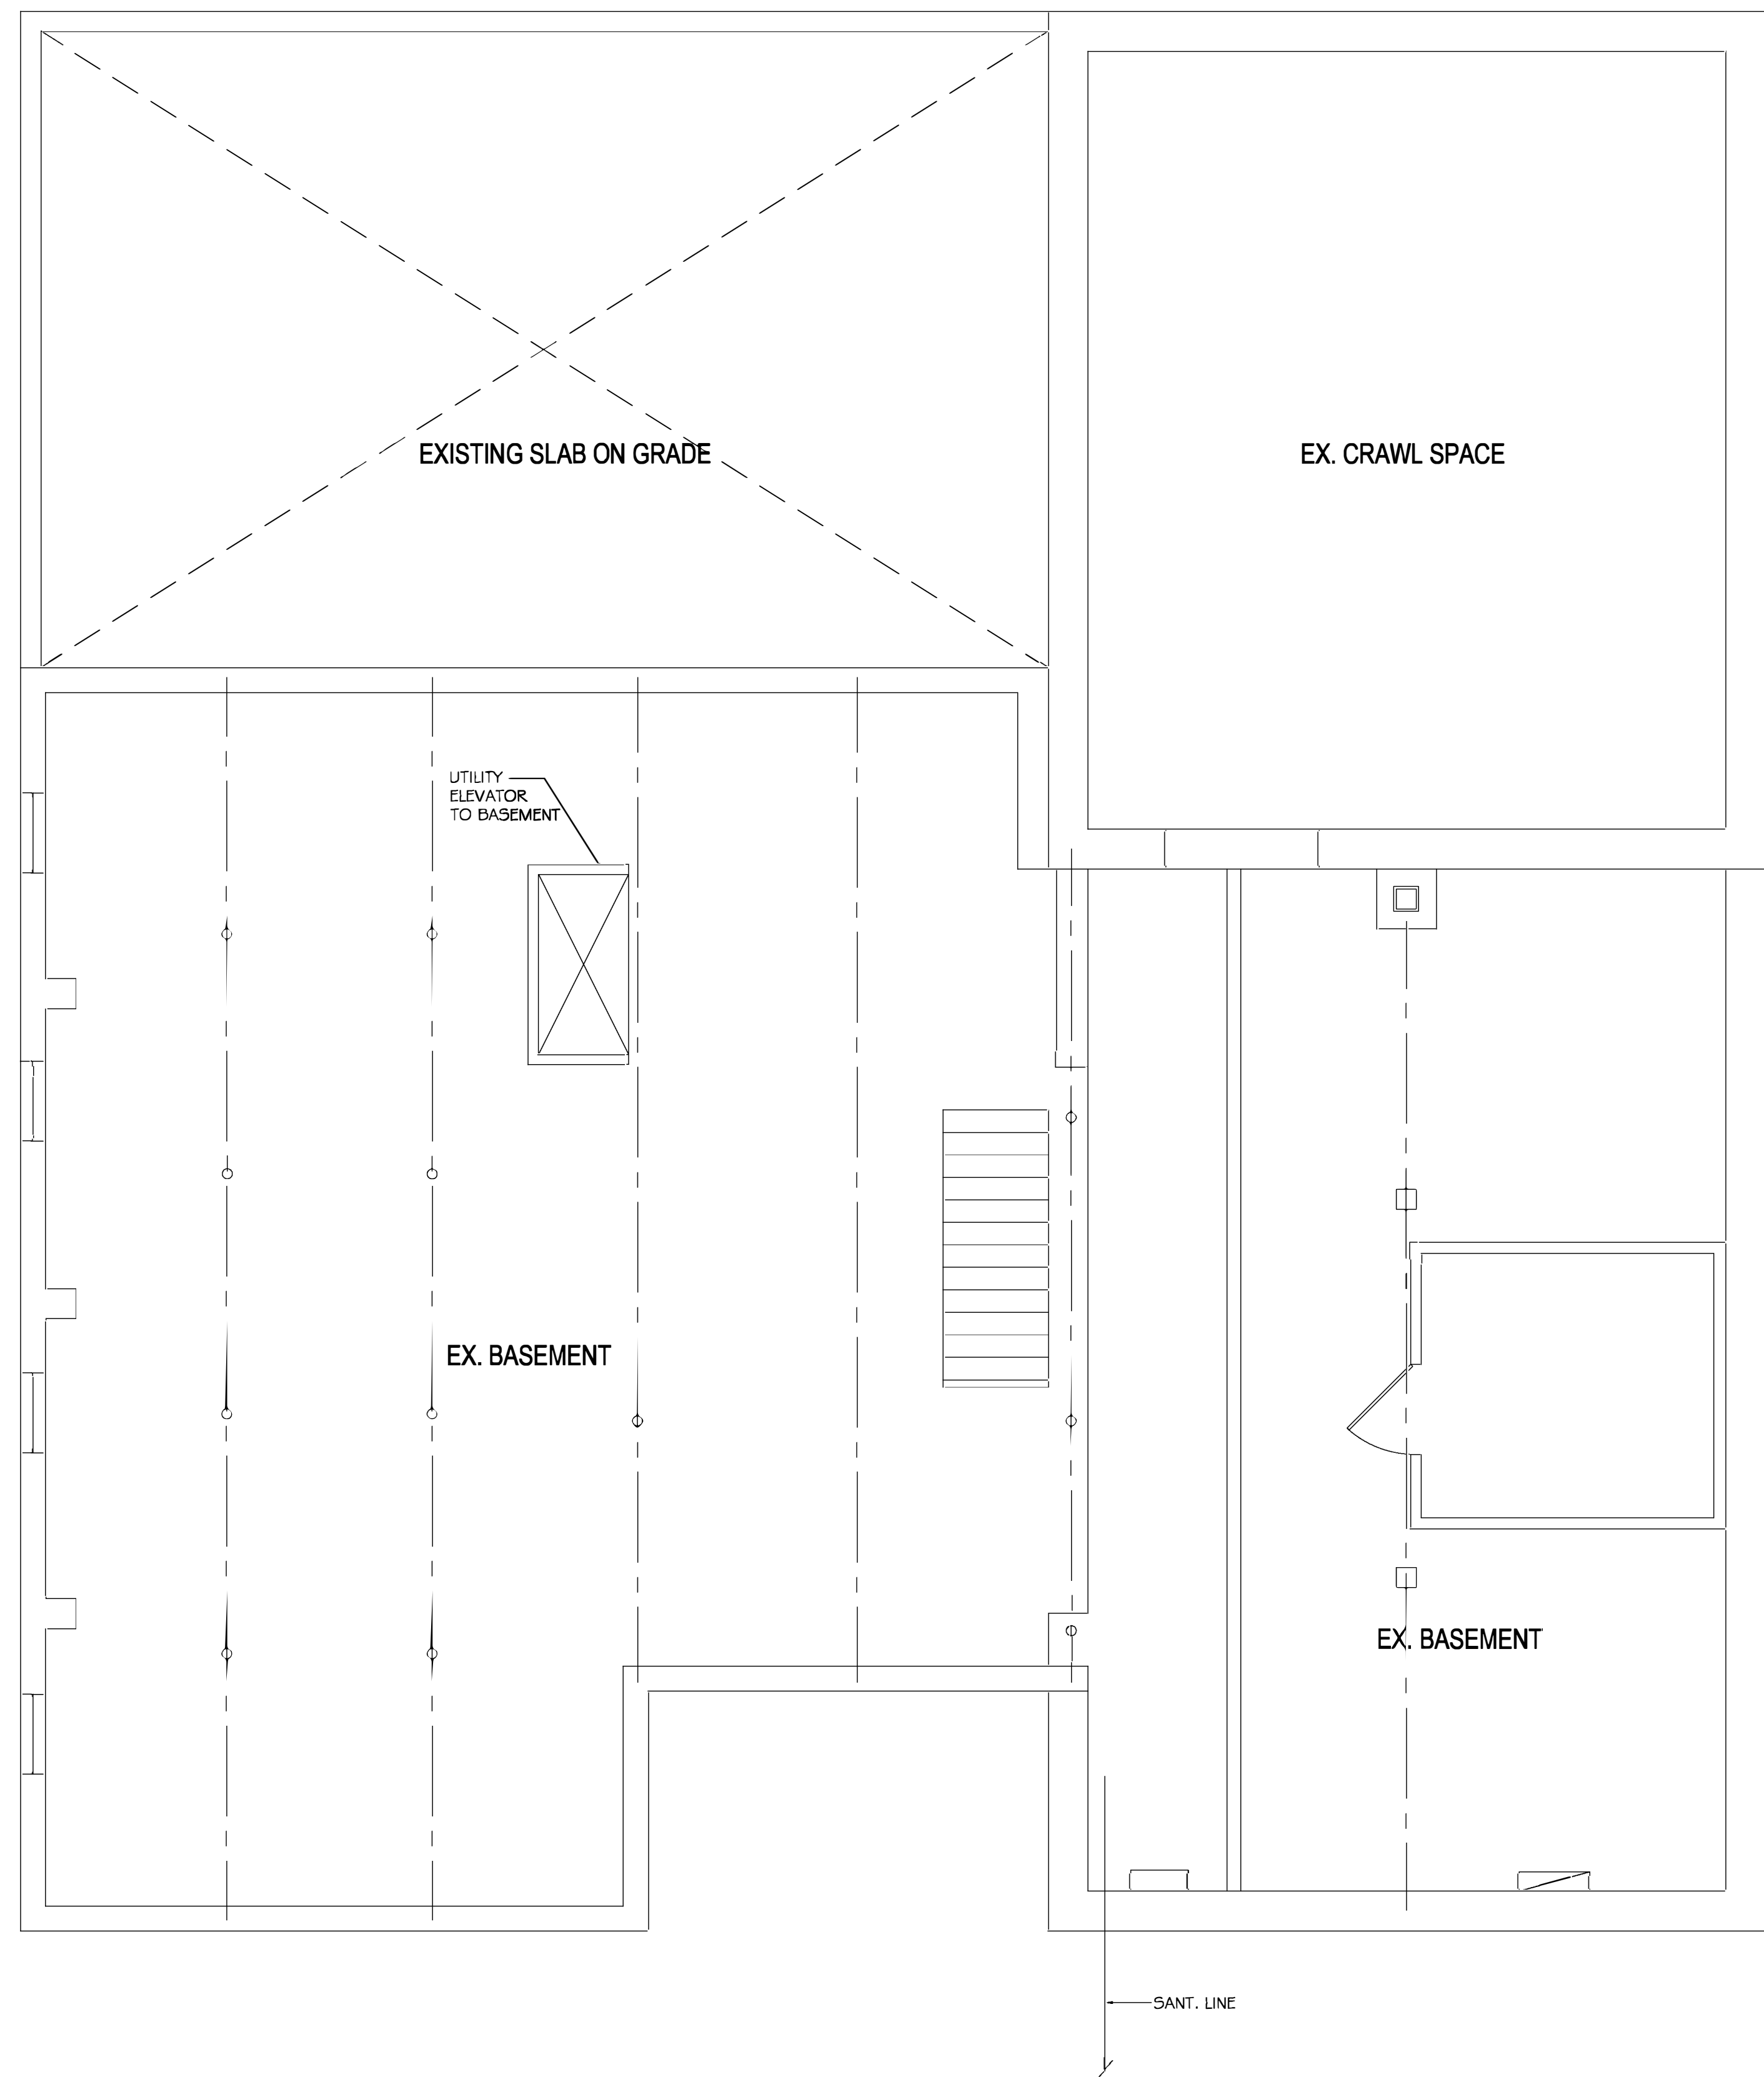 EXISTING SLAB ON GRADE
EX. CRAWL SPACE
UTILITY
ELEVATOR
TO BASEMENT
EX. BASEMENT
EX. BASEMENT
SANT. LINE